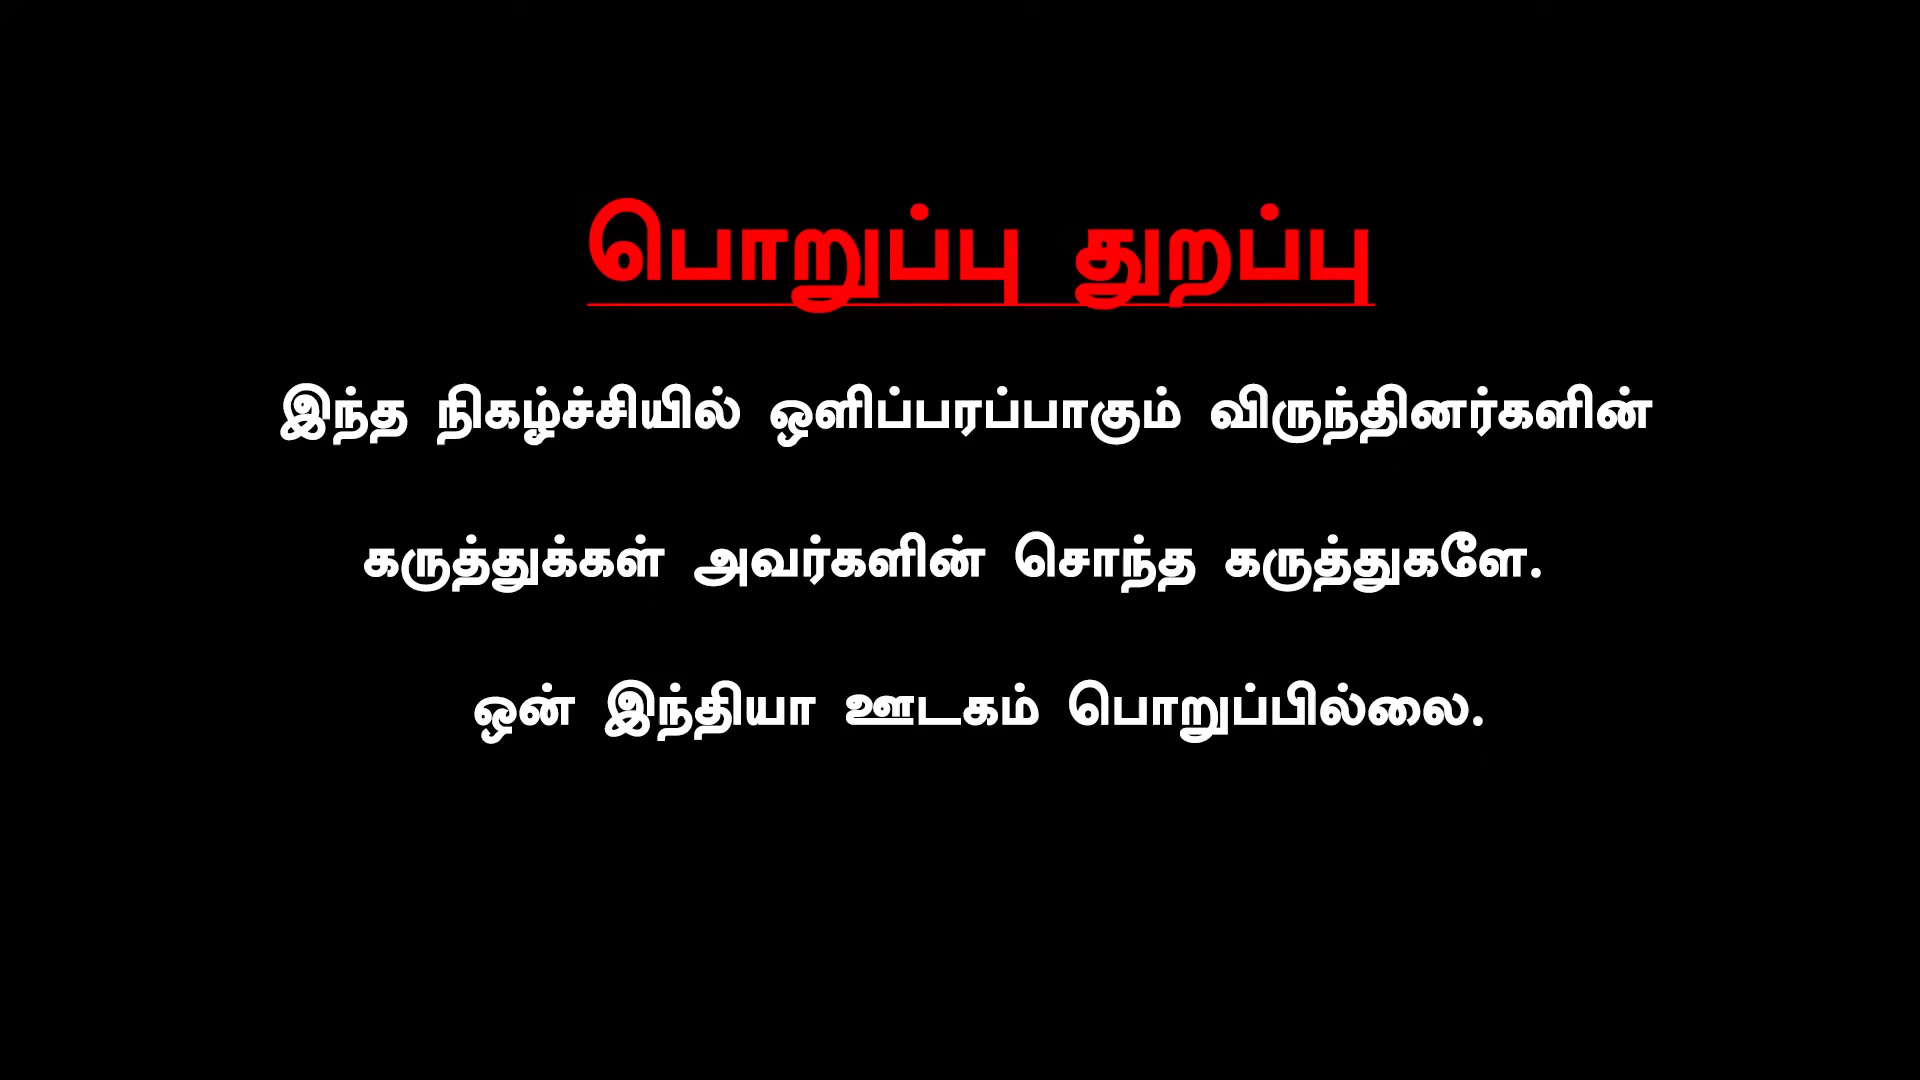 பொறுப்பு துறப்பு
இந்த நிகழ்ச்சியில் ஒளிப்பரப்பாகும் விருந்தினர்களின்
கருத்துக்கள் அவர்களின் சொந்த கருத்துகளே.
ஒன் இந்தியா ஊடகம் பொறுப்பில்லை.